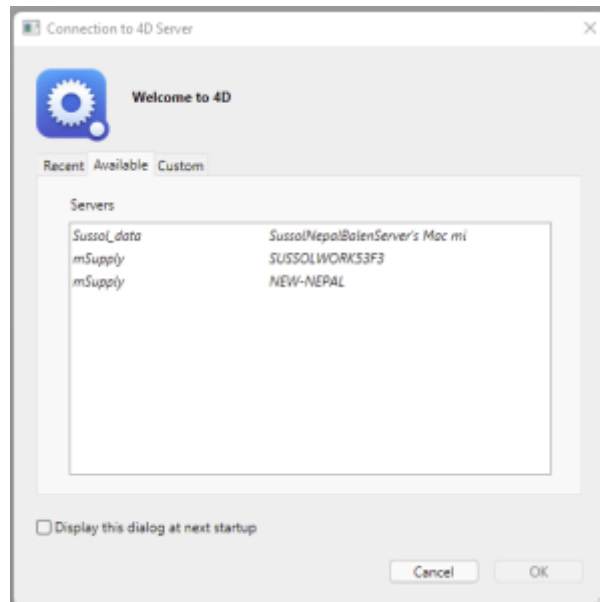 Connection to 4D Server
Welcome to 4D
Recent Available Custom
Servers
Sussol_data SussolNepalBalenServer's Mac mi
mSupply SUSSOLWORK53F3
mSupply NEW-NEPAL
Display this dialog at next startup
Cancel OK